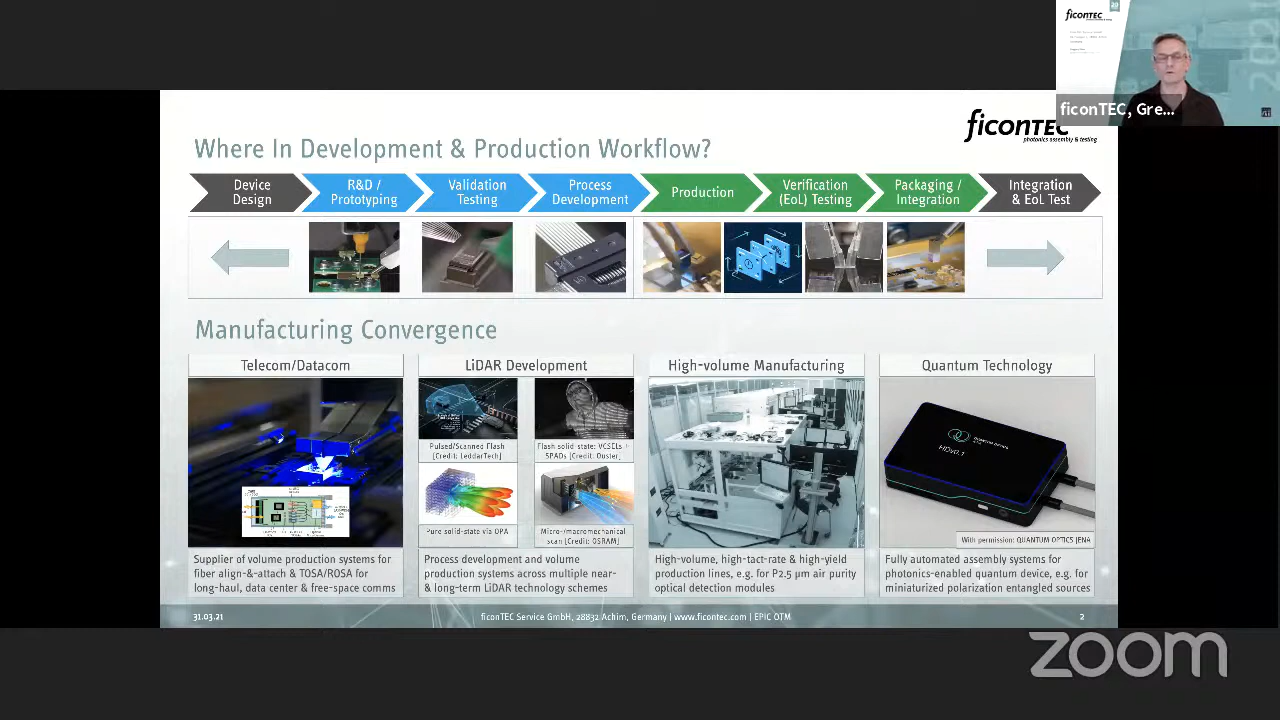 ficonTEC
ficonTEC, Gre...
ficonTEC
photonics assembly & testing
Where In Development & Production Workflow?
Device
Design
R&D /
Prototyping
Validation
Testing
Process
Development
Production
Verification
(EoL) Testing
Packaging /
Integration
Integration
& EoL Test
Manufacturing Convergence
Telecom/Datacom
Supplier of volume production systems for
fiber align-&-attach & TOSA/ROSA for
long-haul, data center & free-space comms
LiDAR Development
Pulsed/Scanned Flash
[Credit: LeddarTech]
Flash solid-state: VCSELs +
SPADs [Credit: Ouster]
Pure solid-state via OPA
Micro-/macromechanical
scan [Credit: OSRAM]
Process development and volume
production systems across multiple near-
& long-term LiDAR technology schemes
High-volume Manufacturing
High-volume, high-tact-rate & high-yield
production lines, e.g. for P2.5 µm air purity
optical detection modules
Quantum Technology
With permission: QUANTUM OPTICS JENA
Fully automated assembly systems for
photonics-enabled quantum device, e.g. for
miniaturized polarization entangled sources
31.03.21
ficonTEC Service GmbH, 28832 Achim, Germany | www.ficontec.com | EPIC OTM
2
zoom